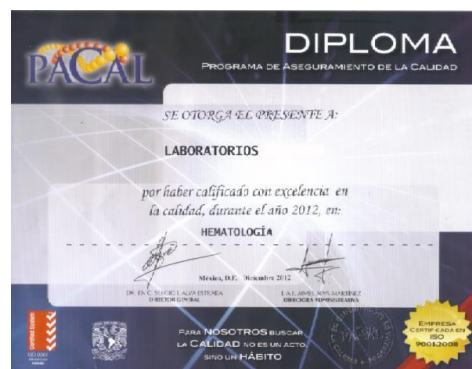 PACAL
DIPLOMA
PROGRAMA DE ASEGURAMIENTO DE LA CALIDAD
SE OTORGA EL PRESENTE A:
LABORATORIOS
por haber calificado con excelencia en
la calidad, durante el año 2012, en:
HEMATOLOGÍA
México, D.F. Diciembre 2012
DIRECTOR GENERAL
DIRECTORA ADMINISTRATIVA
PARA NOSOTROS BUSCAR
LA CALIDAD NO ES UN ACTO,
SINO UN HÁBITO
EMPRESA
CERTIFICADA EN
ISO
9001:2008